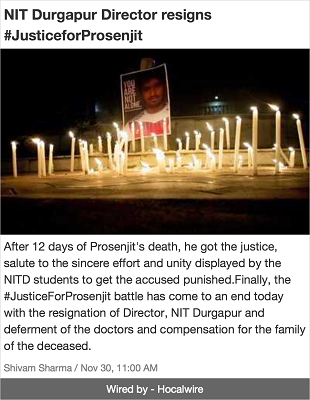 NIT Durgapur Director resigns
#JusticeforProsenjit
YOU
ARE
NOT
ALONE
After 12 days of Prosenjit's death, he got the justice,
salute to the sincere effort and unity displayed by the
NITD students to get the accused punished.Finally, the
#JusticeForProsenjit battle has come to an end today
with the resignation of Director, NIT Durgapur and
deferment of the doctors and compensation for the family
of the deceased.
Shivam Sharma / Nov 30, 11:00 AM
Wired by - Hocalwire